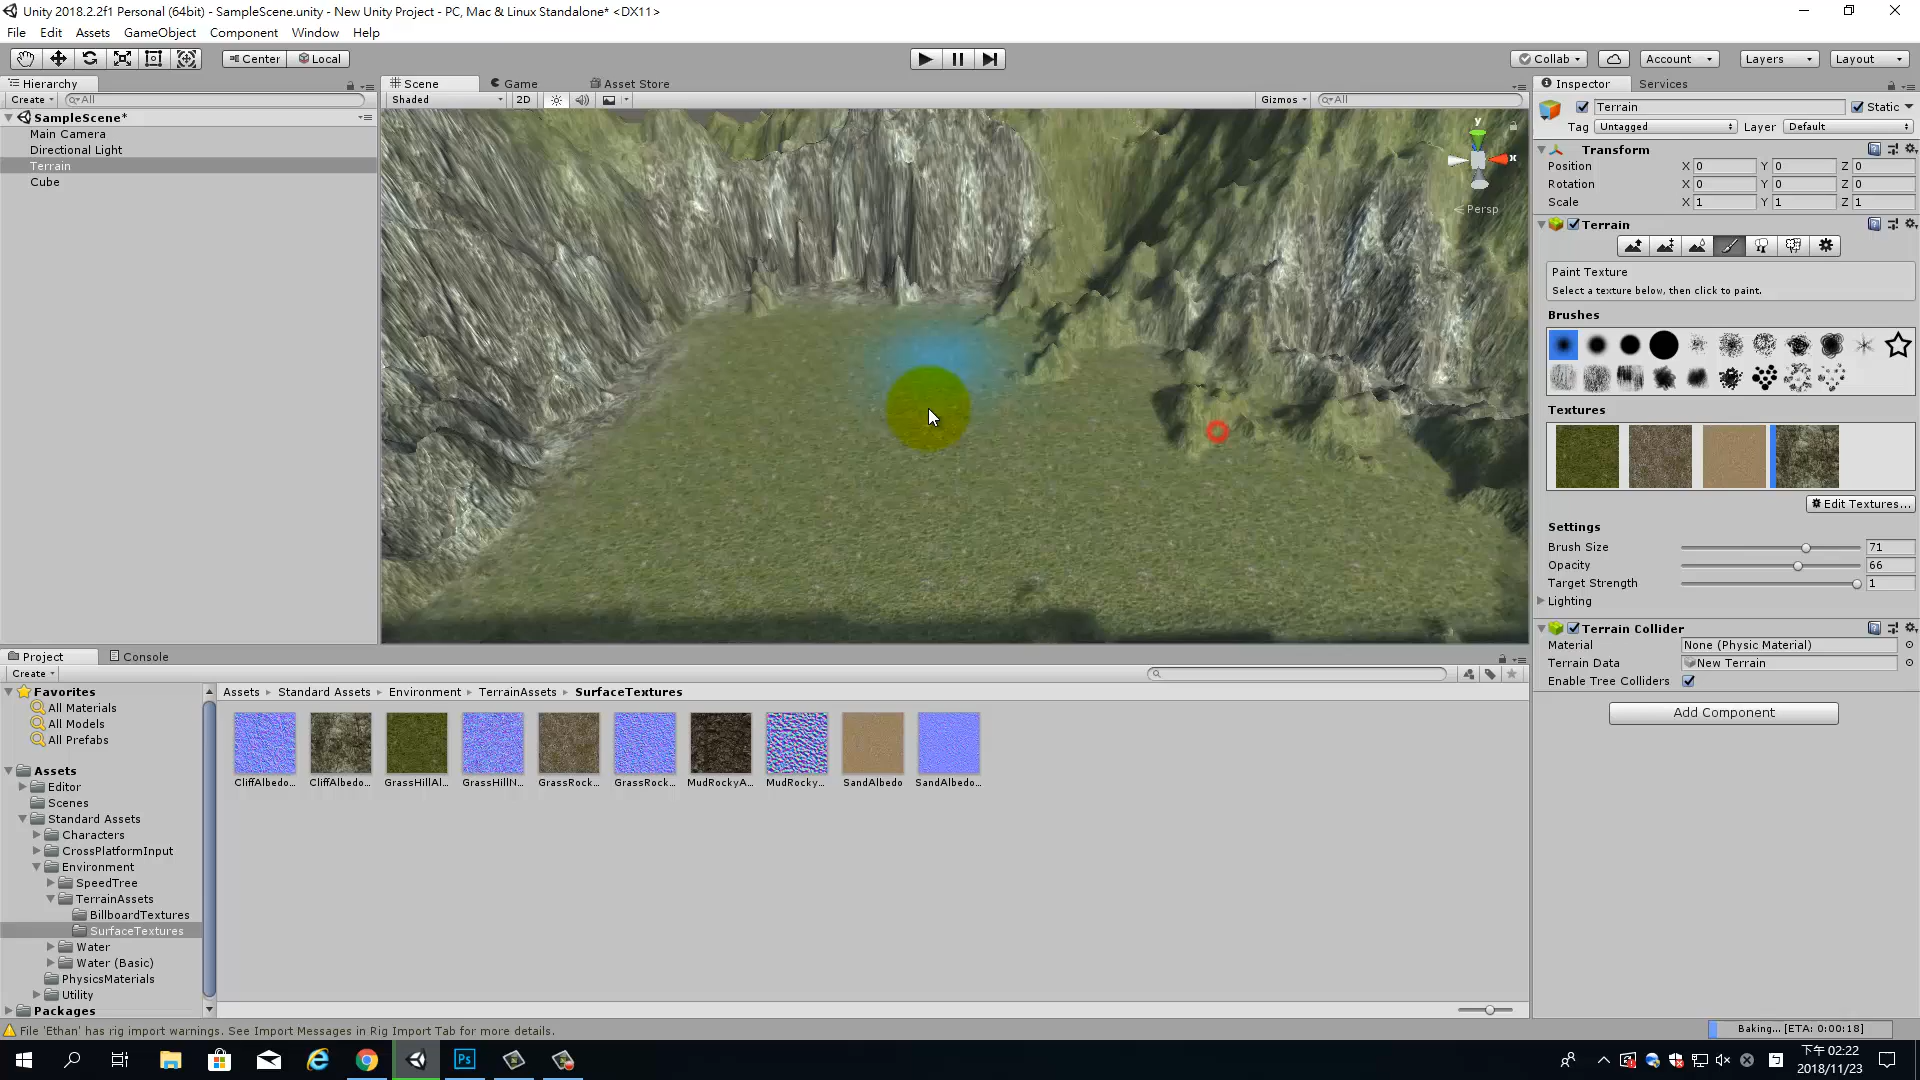 Unity 2018.2.2f1 Personal (64bit) - SampleScene.unity - New Unity Project - PC, Mac & Linux Standalone* <DX11>
File Edit Assets GameObject Component Window Help
Center Local Collab Account Layers Layout
Hierarchy
Create All
SampleScene*
Main Camera
Directional Light
Terrain
Cube
Scene Game Asset Store
Shaded 2D Gizmos All
y
x
Persp
Inspector Services
Terrain Static
Tag Untagged Layer Default
Transform
Position X 0 Y 0 Z 0
Rotation X 0 Y 0 Z 0
Scale X 1 Y 1 Z 1
Terrain
Paint Texture
Select a texture below, then click to paint.
Brushes
Textures
Edit Textures...
Settings
Brush Size 71
Opacity 66
Target Strength 1
Lighting
Terrain Collider
Material None (Physic Material)
Terrain Data New Terrain
Enable Tree Colliders
Add Component
Project Console
Create
Favorites
All Materials
All Models
All Prefabs
Assets
Editor
Scenes
Standard Assets
Characters
CrossPlatformInput
Environment
SpeedTree
TerrainAssets
BillboardTextures
SurfaceTextures
Water
Water (Basic)
PhysicsMaterials
Utility
Packages
Assets Standard Assets Environment TerrainAssets SurfaceTextures
CliffAlbedo... CliffAlbedo... GrassHillAl... GrassHillN... GrassRock... GrassRock... MudRockyA... MudRocky... SandAlbedo SandAlbedo...
File 'Ethan' has rig import warnings. See Import Messages in Rig Import Tab for more details.
Baking... [ETA: 0:00:18]
Ps
下午 02:22
2018/11/23